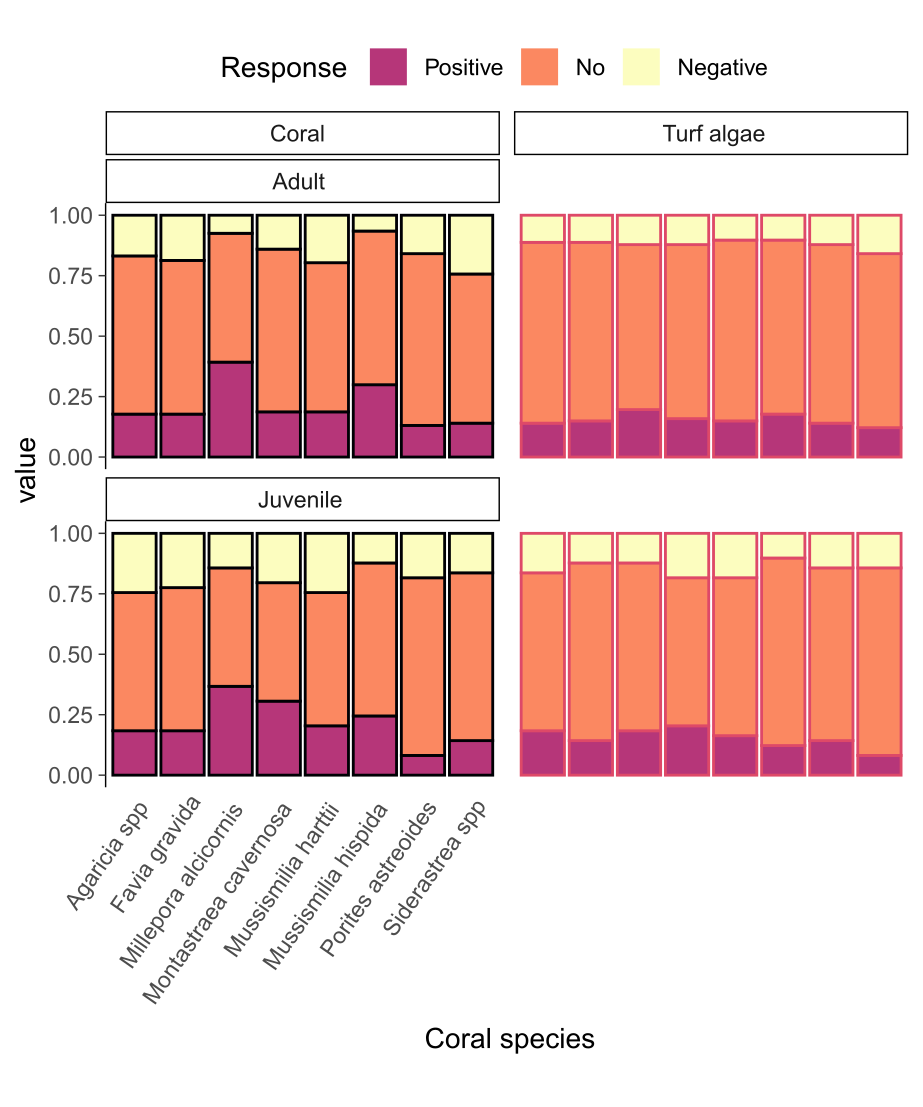 Response Positive No Negative
Coral Turf algae
Adult
1.00
0.75
0.50
0.25
0.00
value
Juvenile
1.00
0.75
0.50
0.25
0.00
Agaricia spp
Favia gravida
Millepora alcicornis
Montastraea cavernosa
Mussismilia harttii
Mussismilia hispida
Porites astreoides
Siderastrea spp
Coral species